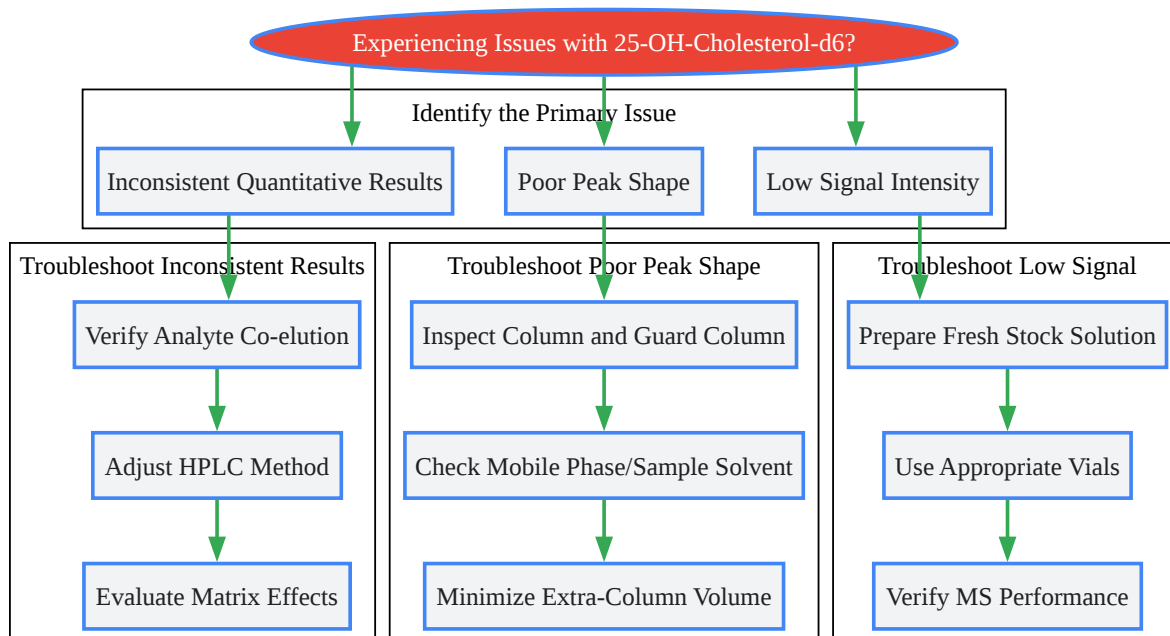 Experiencing Issues with 25-OH-Cholesterol-d6?
Identify the Primary Issue
Inconsistent Quantitative Results
Poor Peak Shape
Low Signal Intensity
Troubleshoot Inconsistent Results
Troubleshoot Poor Peak Shape
Troubleshoot Low Signal
Verify Analyte Co-elution
Inspect Column and Guard Column
Prepare Fresh Stock Solution
Adjust HPLC Method
Check Mobile Phase/Sample Solvent
Use Appropriate Vials
Evaluate Matrix Effects
Minimize Extra-Column Volume
Verify MS Performance